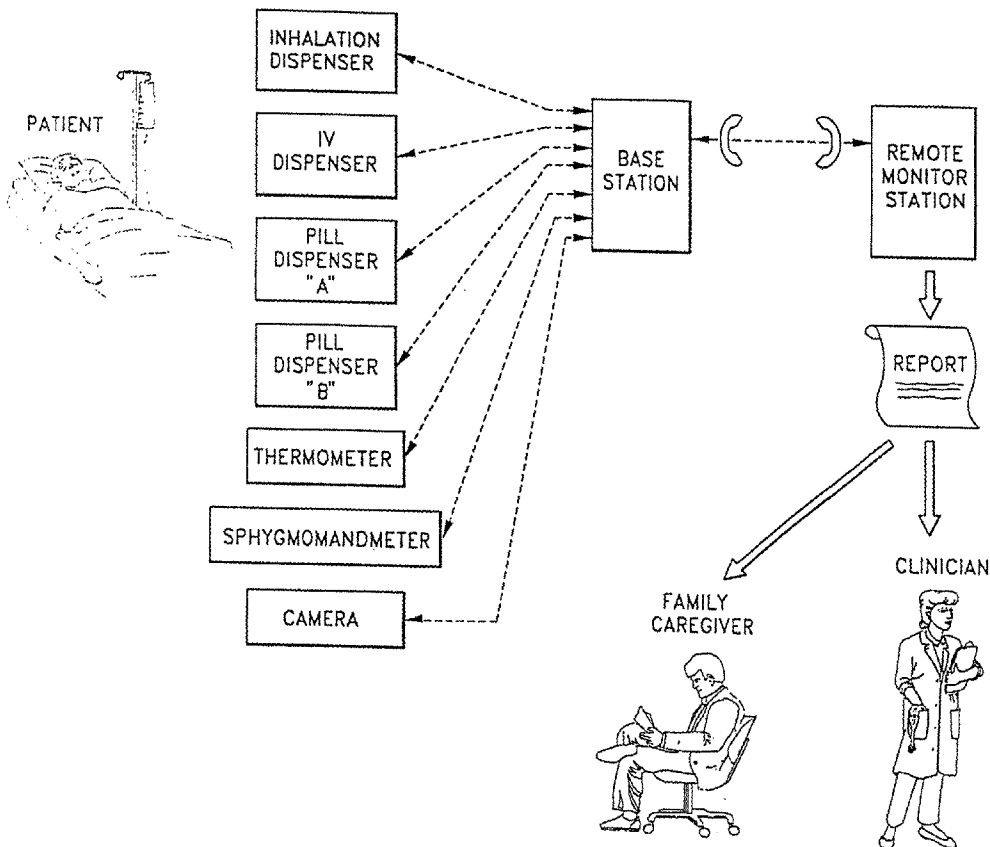 INHALATION
DISPENSER
PATIENT
IV
DISPENSER
BASE
STATION
REMOTE
MONITOR
STATION
PILL
DISPENSER
"A"
PILL
DISPENSER
"B"
REPORT
THERMOMETER
SPHYGMOMANDMETER
CAMERA
FAMILY
CAREGIVER
CLINICIAN